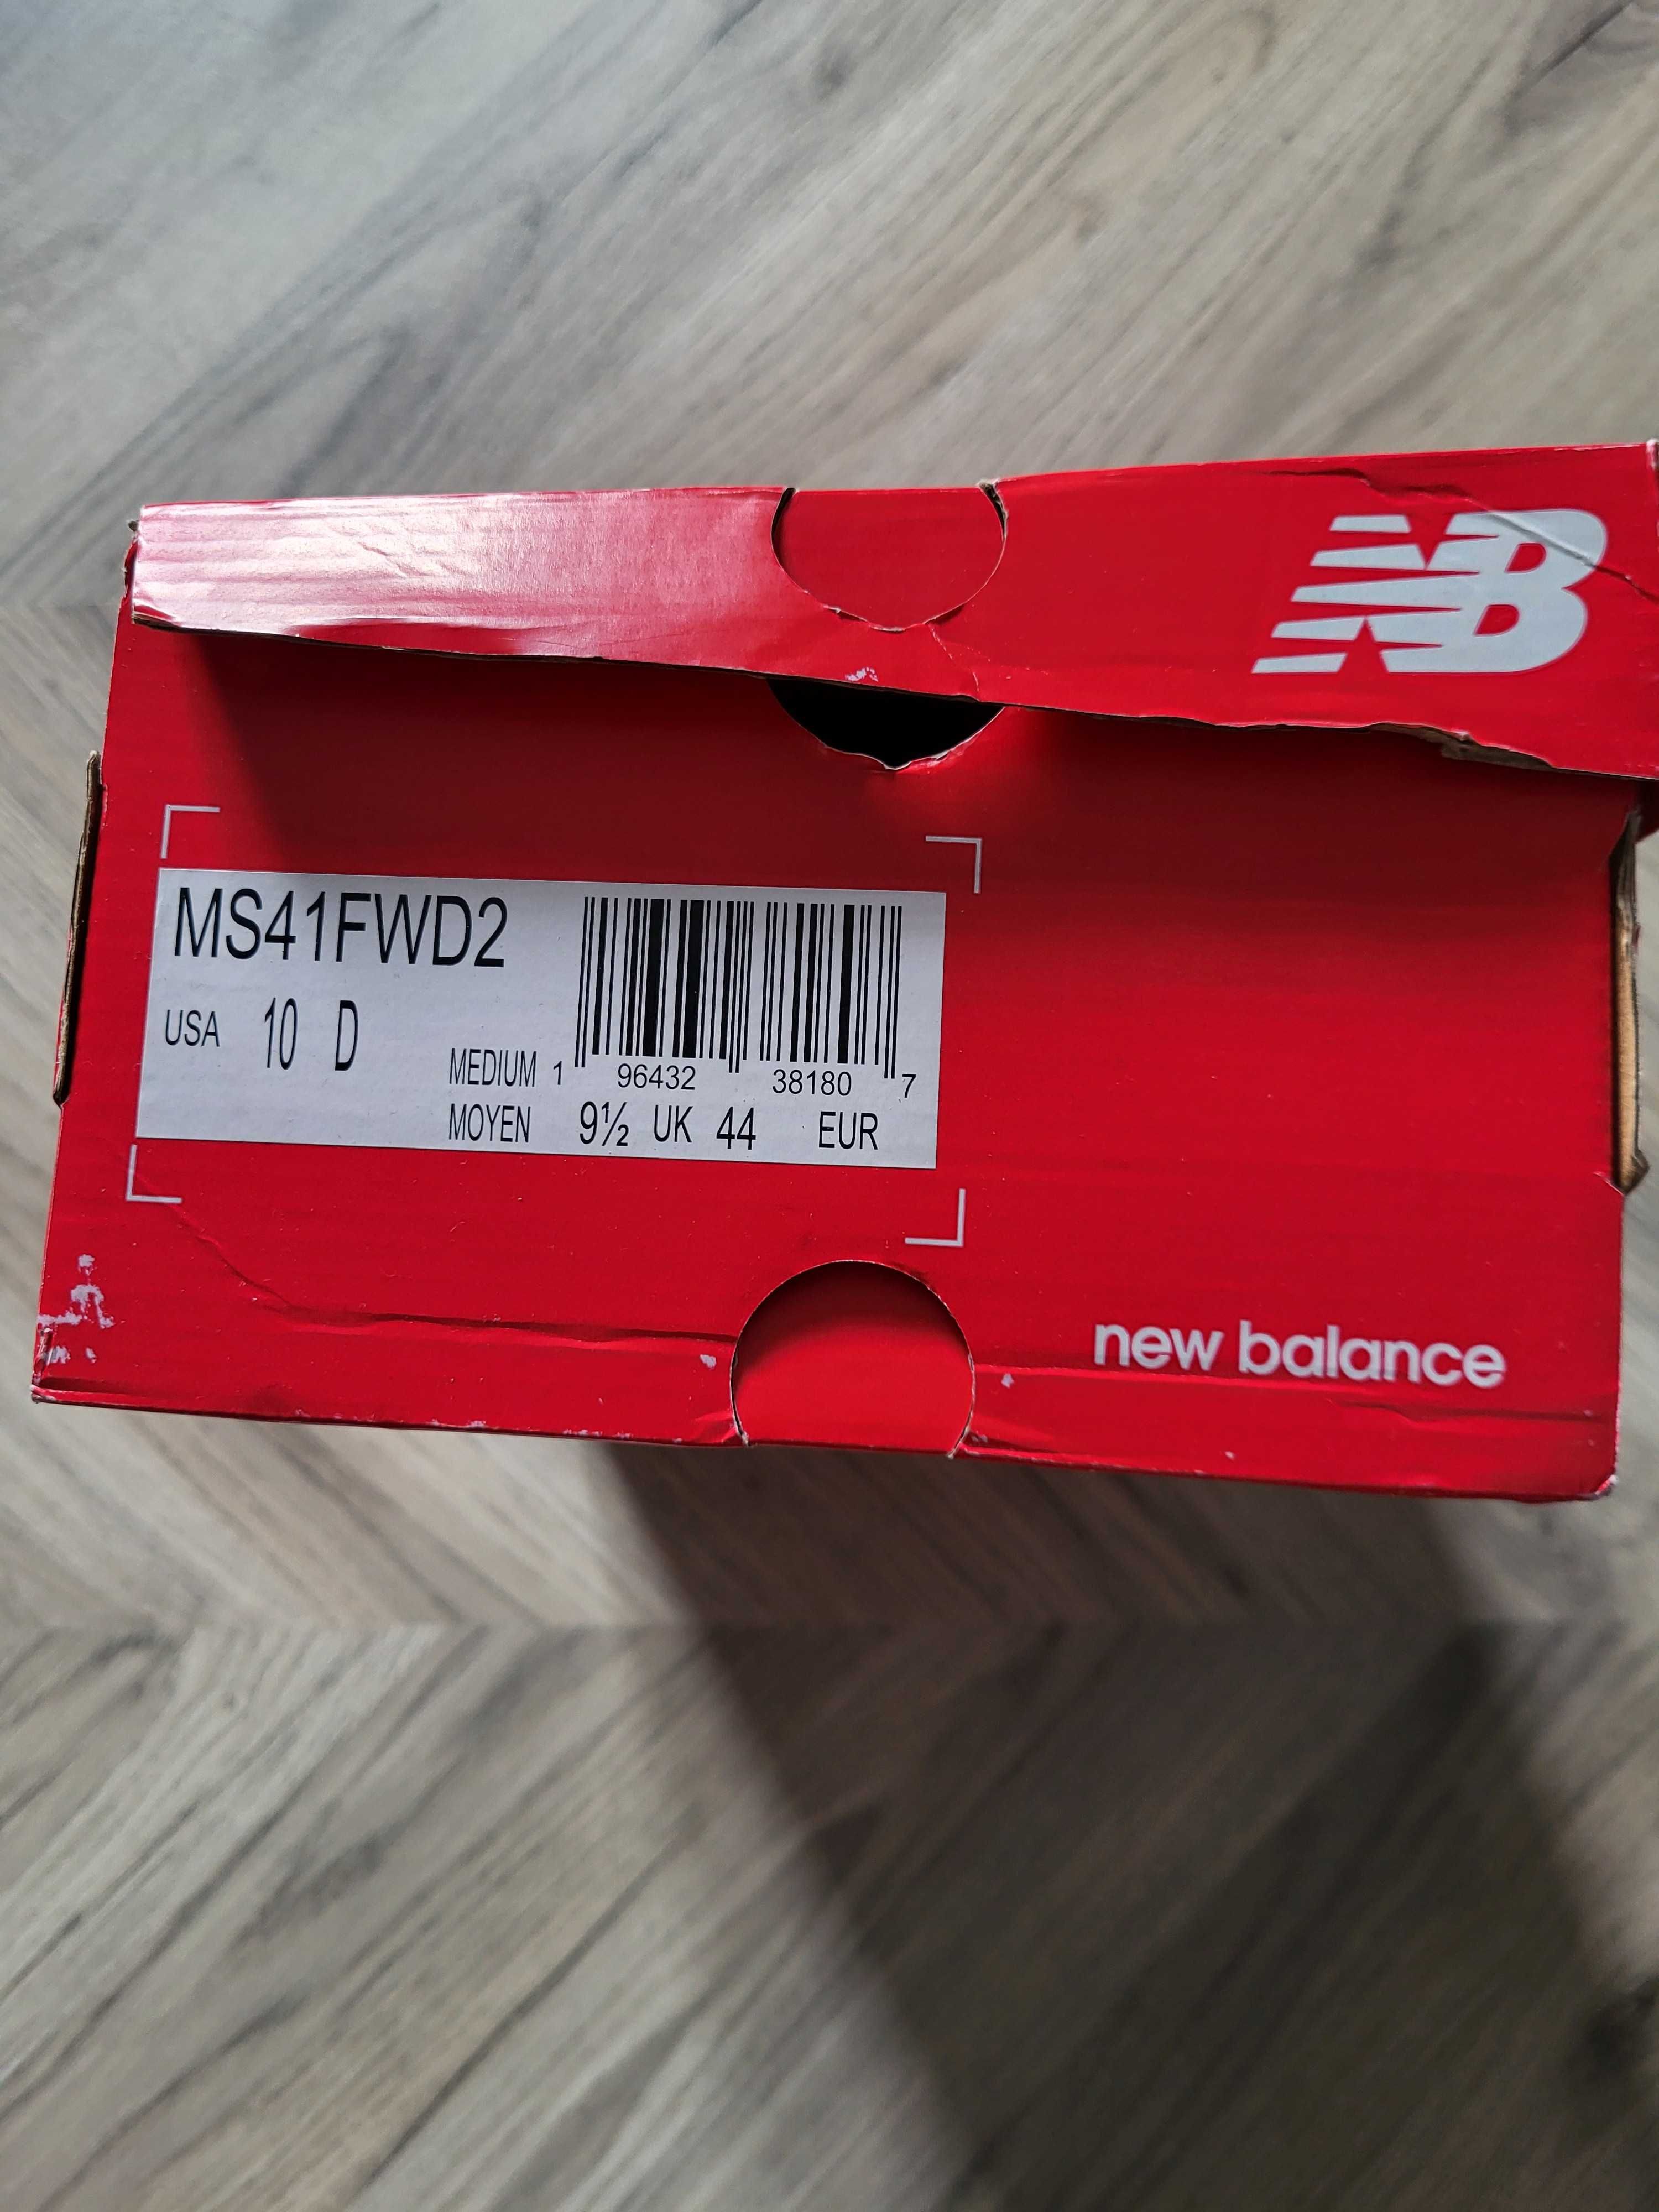 NB
MS41FWD2
USA 10 D
MEDIUM 1 96432 38180 7
MOYEN 9½ UK 44 EUR
new balance